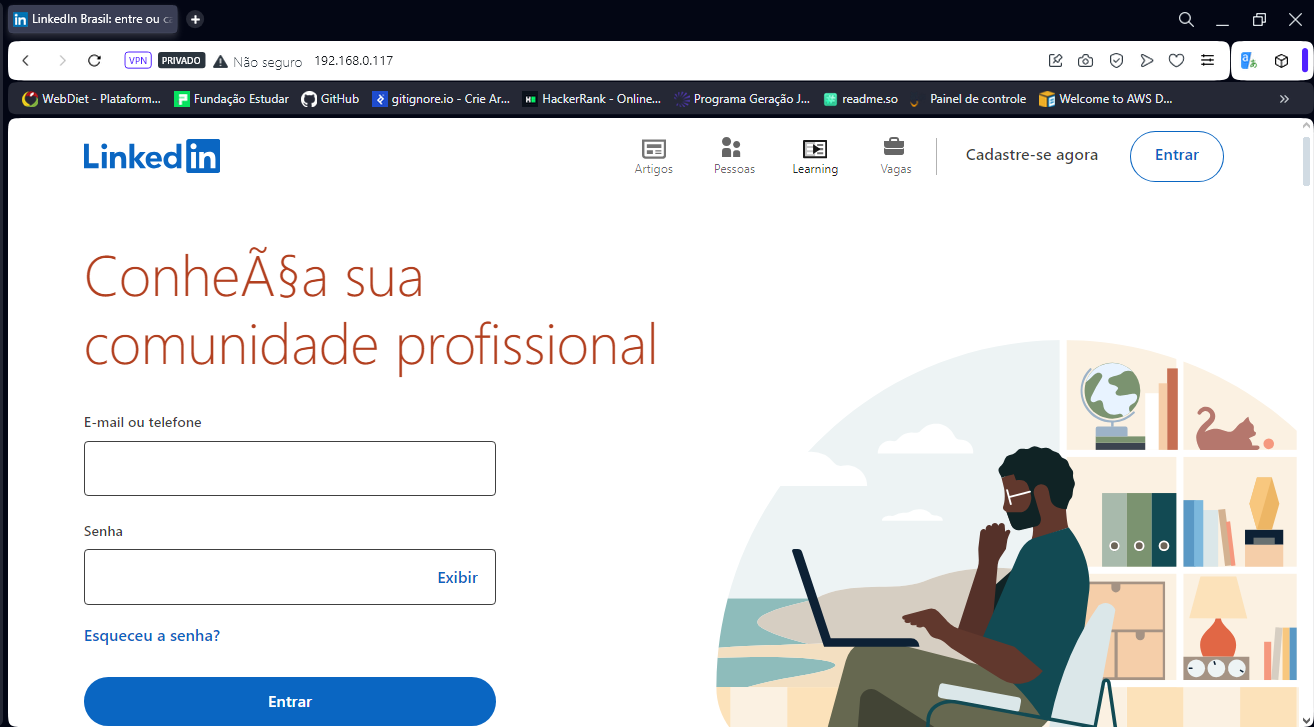 LinkedIn Brasil: entre ou c
VPN PRIVADO Não seguro 192.168.0.117
WebDiet - Plataform... Fundação Estudar GitHub gitignore.io - Crie Ar... HackerRank - Online... Programa Geração J... readme.so Painel de controle Welcome to AWS D... »
LinkedIn
Artigos Pessoas Learning Vagas Cadastre-se agora Entrar
ConheÃ§a sua
comunidade profissional
E-mail ou telefone
Senha
Exibir
Esqueceu a senha?
Entrar